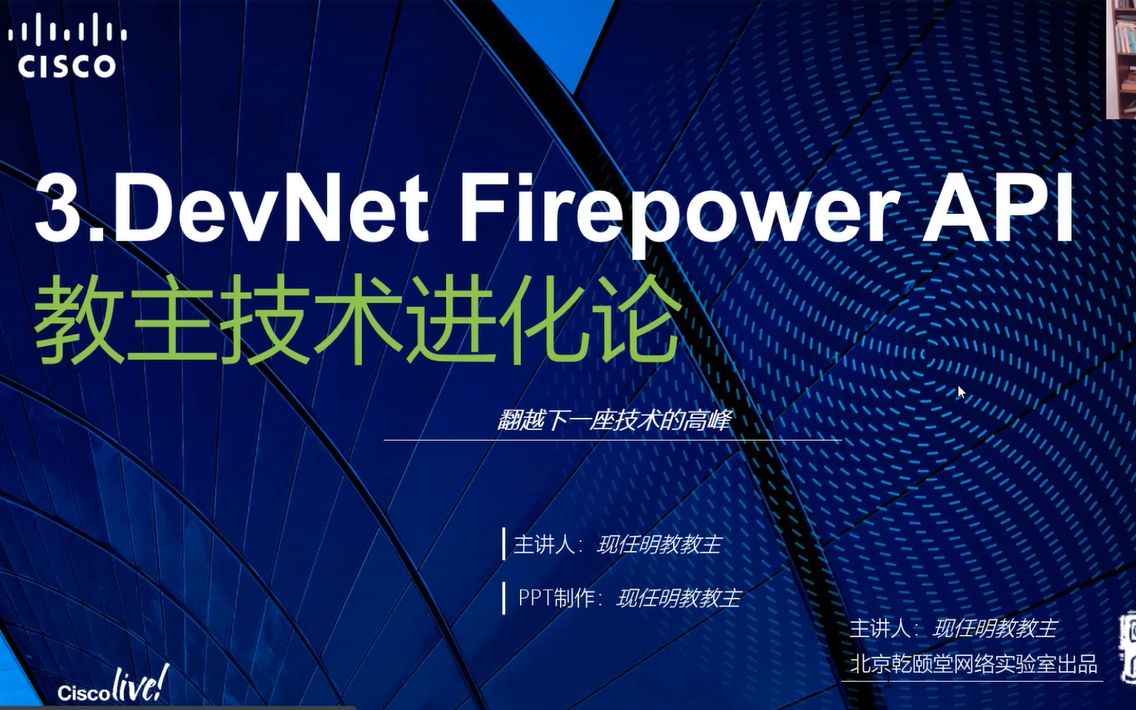 CISCO
3.DevNet Firepower API
教主技术进化论
翻越下一座技术的高峰
主讲人：现任明教教主
PPT制作：现任明教教主
主讲人：现任明教教主
北京乾颐堂网络实验室出品
Cisco live!